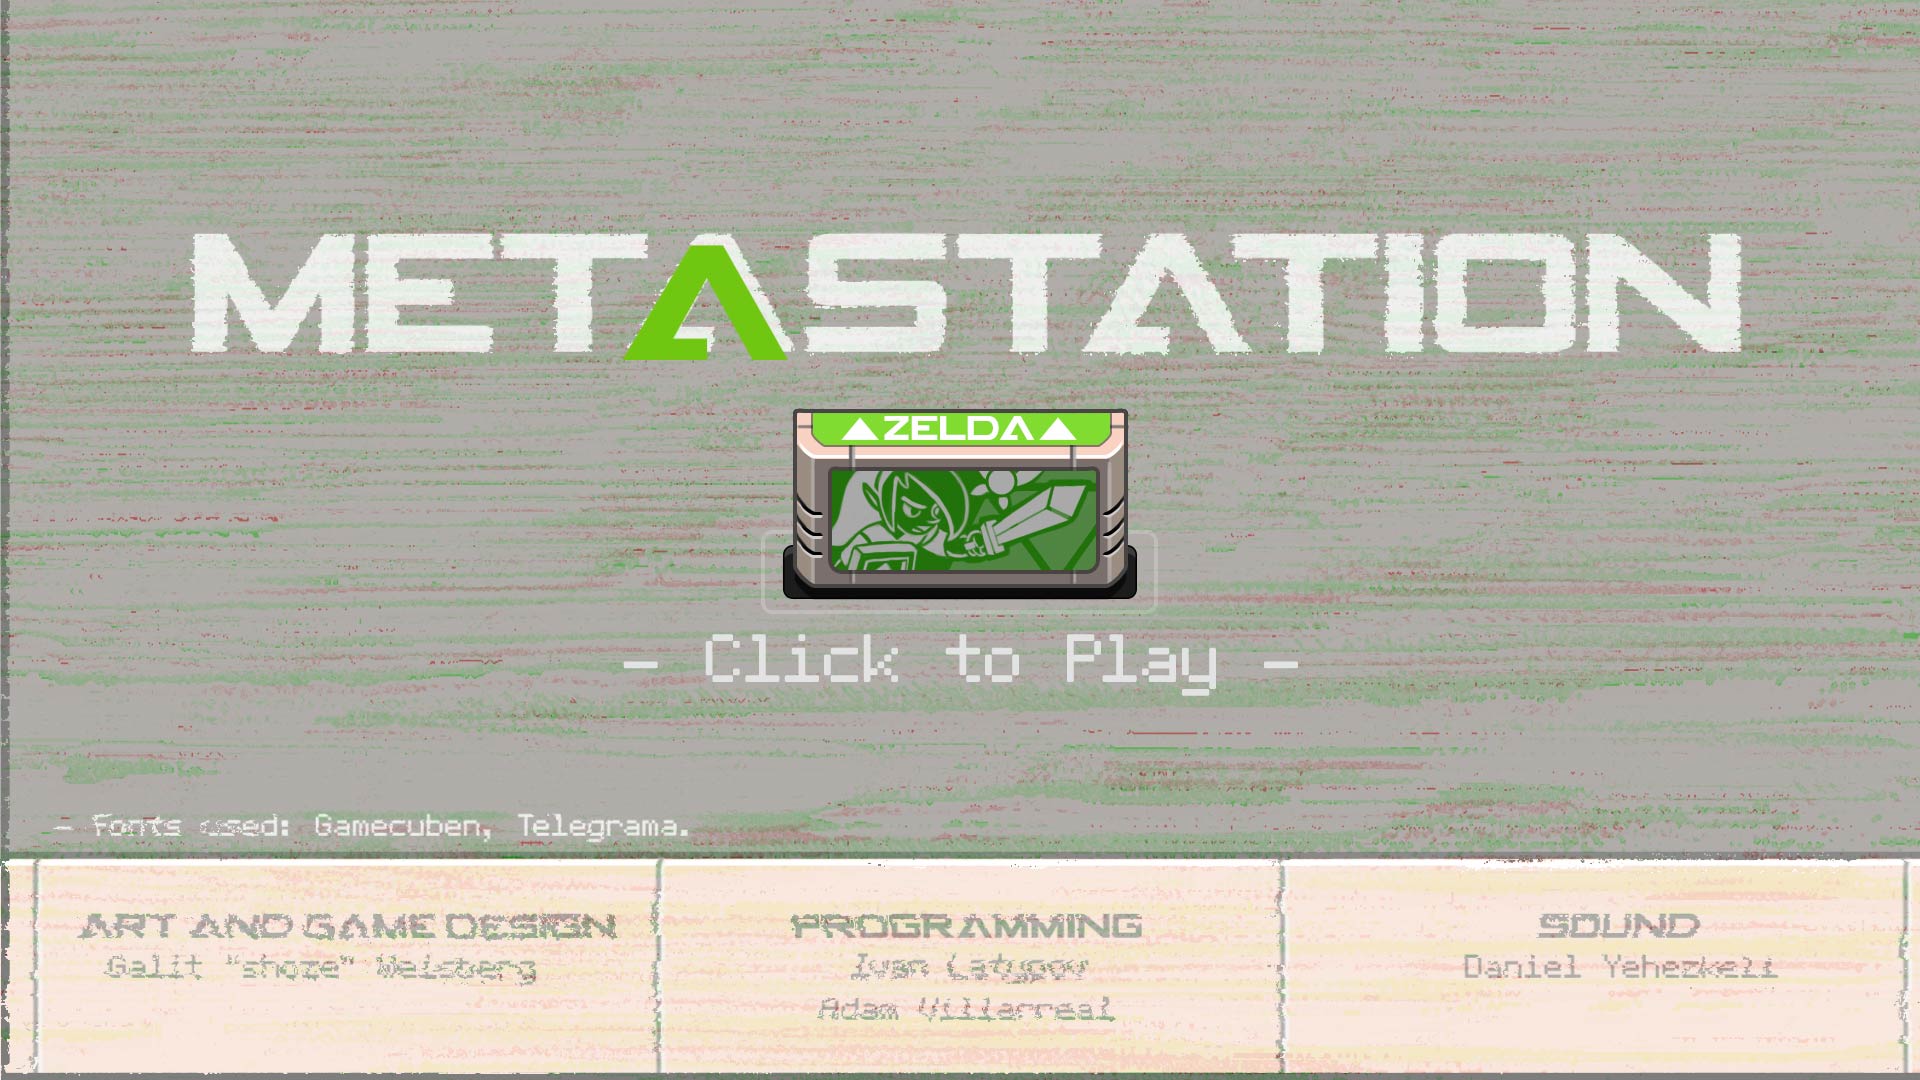 METASTATION
ZELDA
- Click to Play -
- Fonts used: Gamecuben, Telegrama.
ART AND GAME DESIGN
Galit "shoze" Weisberg
PROGRAMMING
Ivan Latypov
Adam Villarreal
SOUND
Daniel Yehezkeli